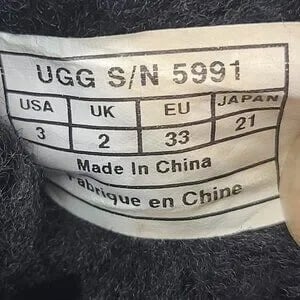 UGG S/N 5991
USA UK EU JAPAN
3 2 33 21
Made In China
Fabrique en Chine